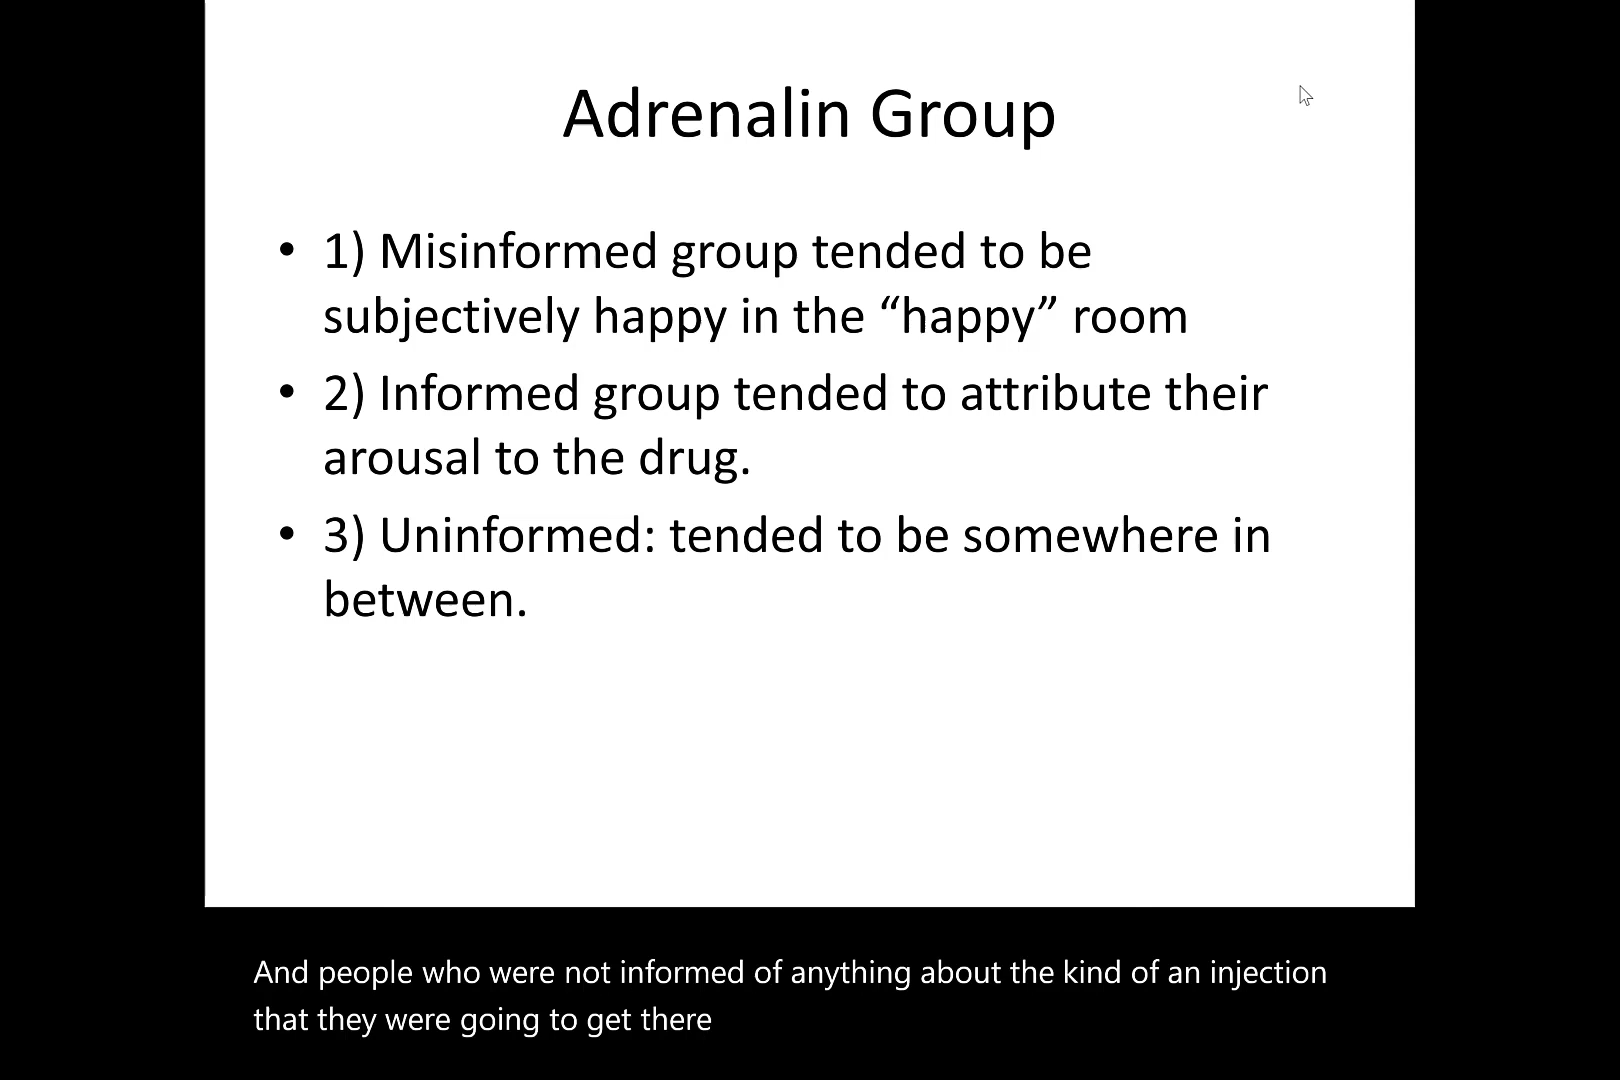 Adrenalin Group
• 1) Misinformed group tended to be
subjectively happy in the “happy” room
• 2) Informed group tended to attribute their
arousal to the drug.
• 3) Uninformed: tended to be somewhere in
between.
And people who were not informed of anything about the kind of an injection
that they were going to get there